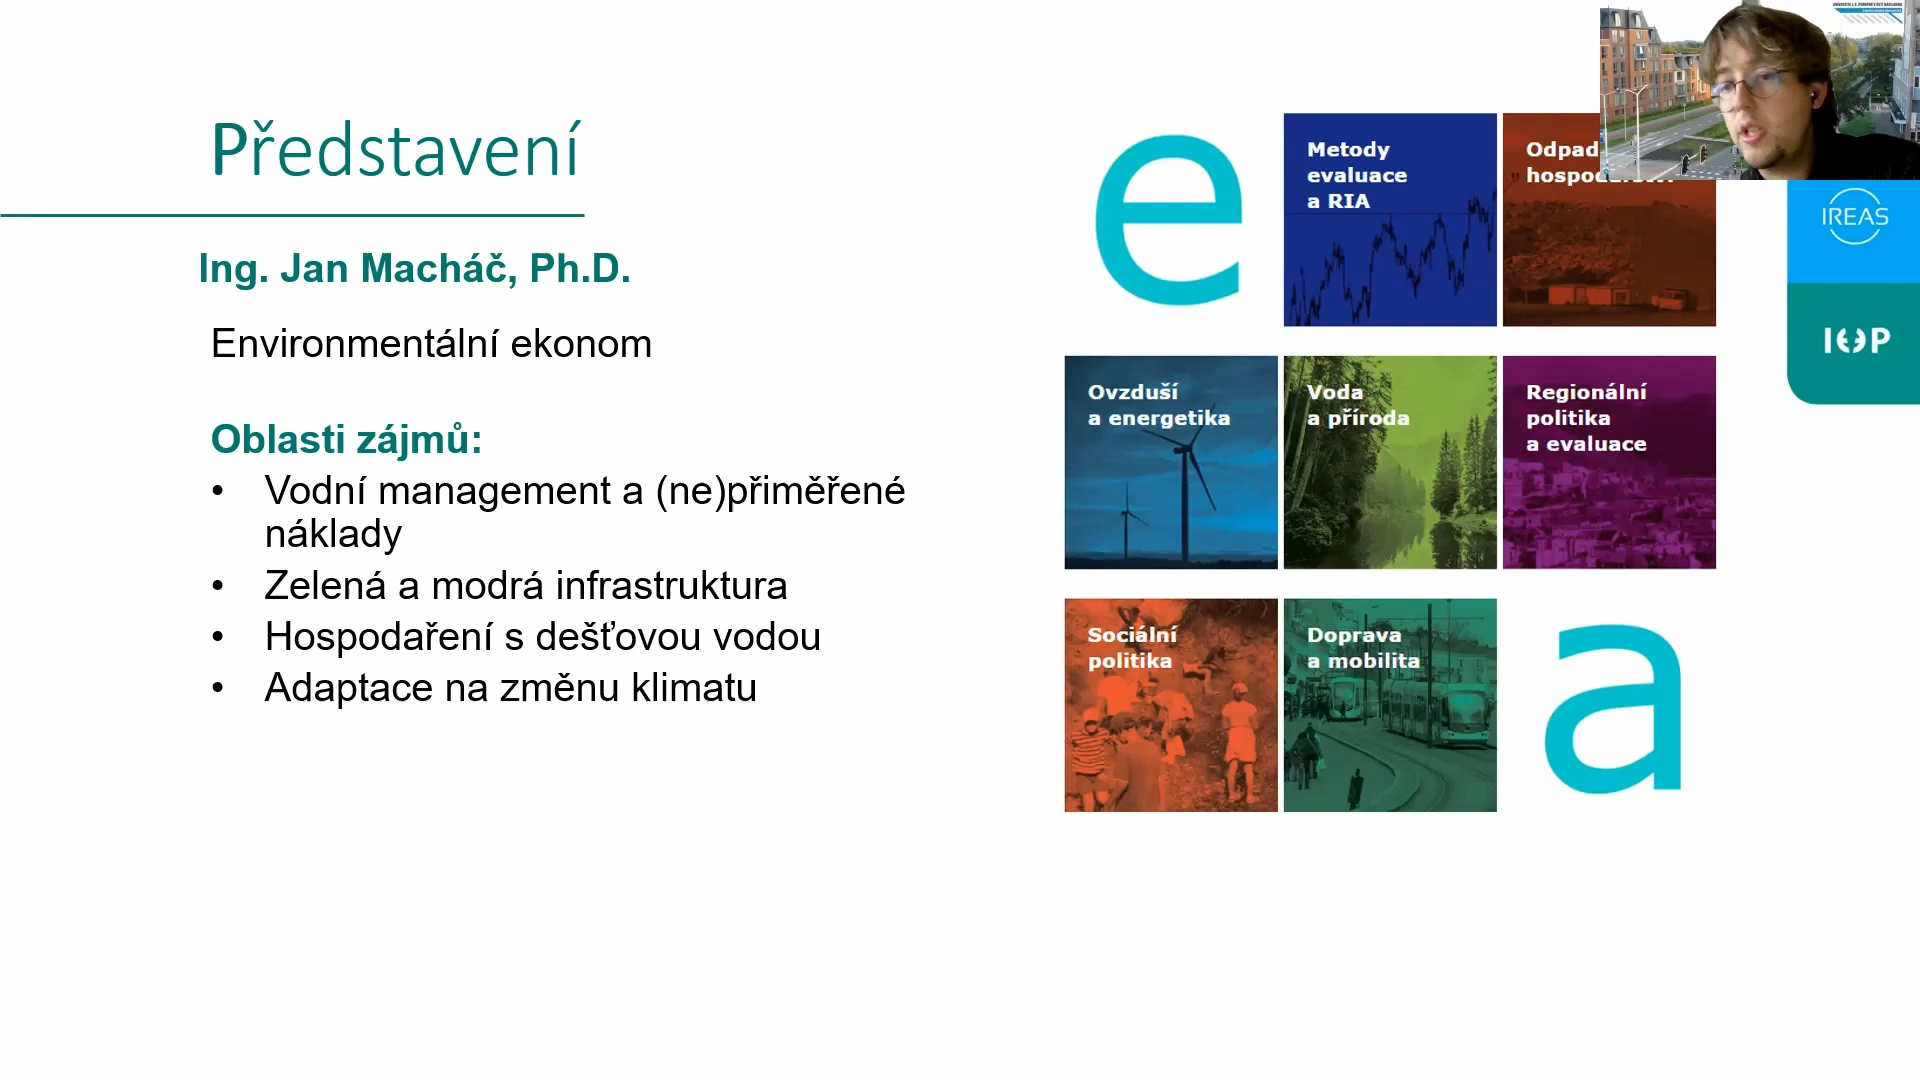 Představení
Ing. Jan Macháč, Ph.D.
Environmentální ekonom
Oblasti zájmů:
• Vodní management a (ne)přiměřené
náklady
• Zelená a modrá infrastruktura
• Hospodaření s dešťovou vodou
• Adaptace na změnu klimatu
e
Metody
evaluace
a RIA
Odpad
Ovzduší
a energetika
Voda
a příroda
Regionální
politika
a evaluace
Sociální
politika
Doprava
a mobilita
a
IREAS
IEEP